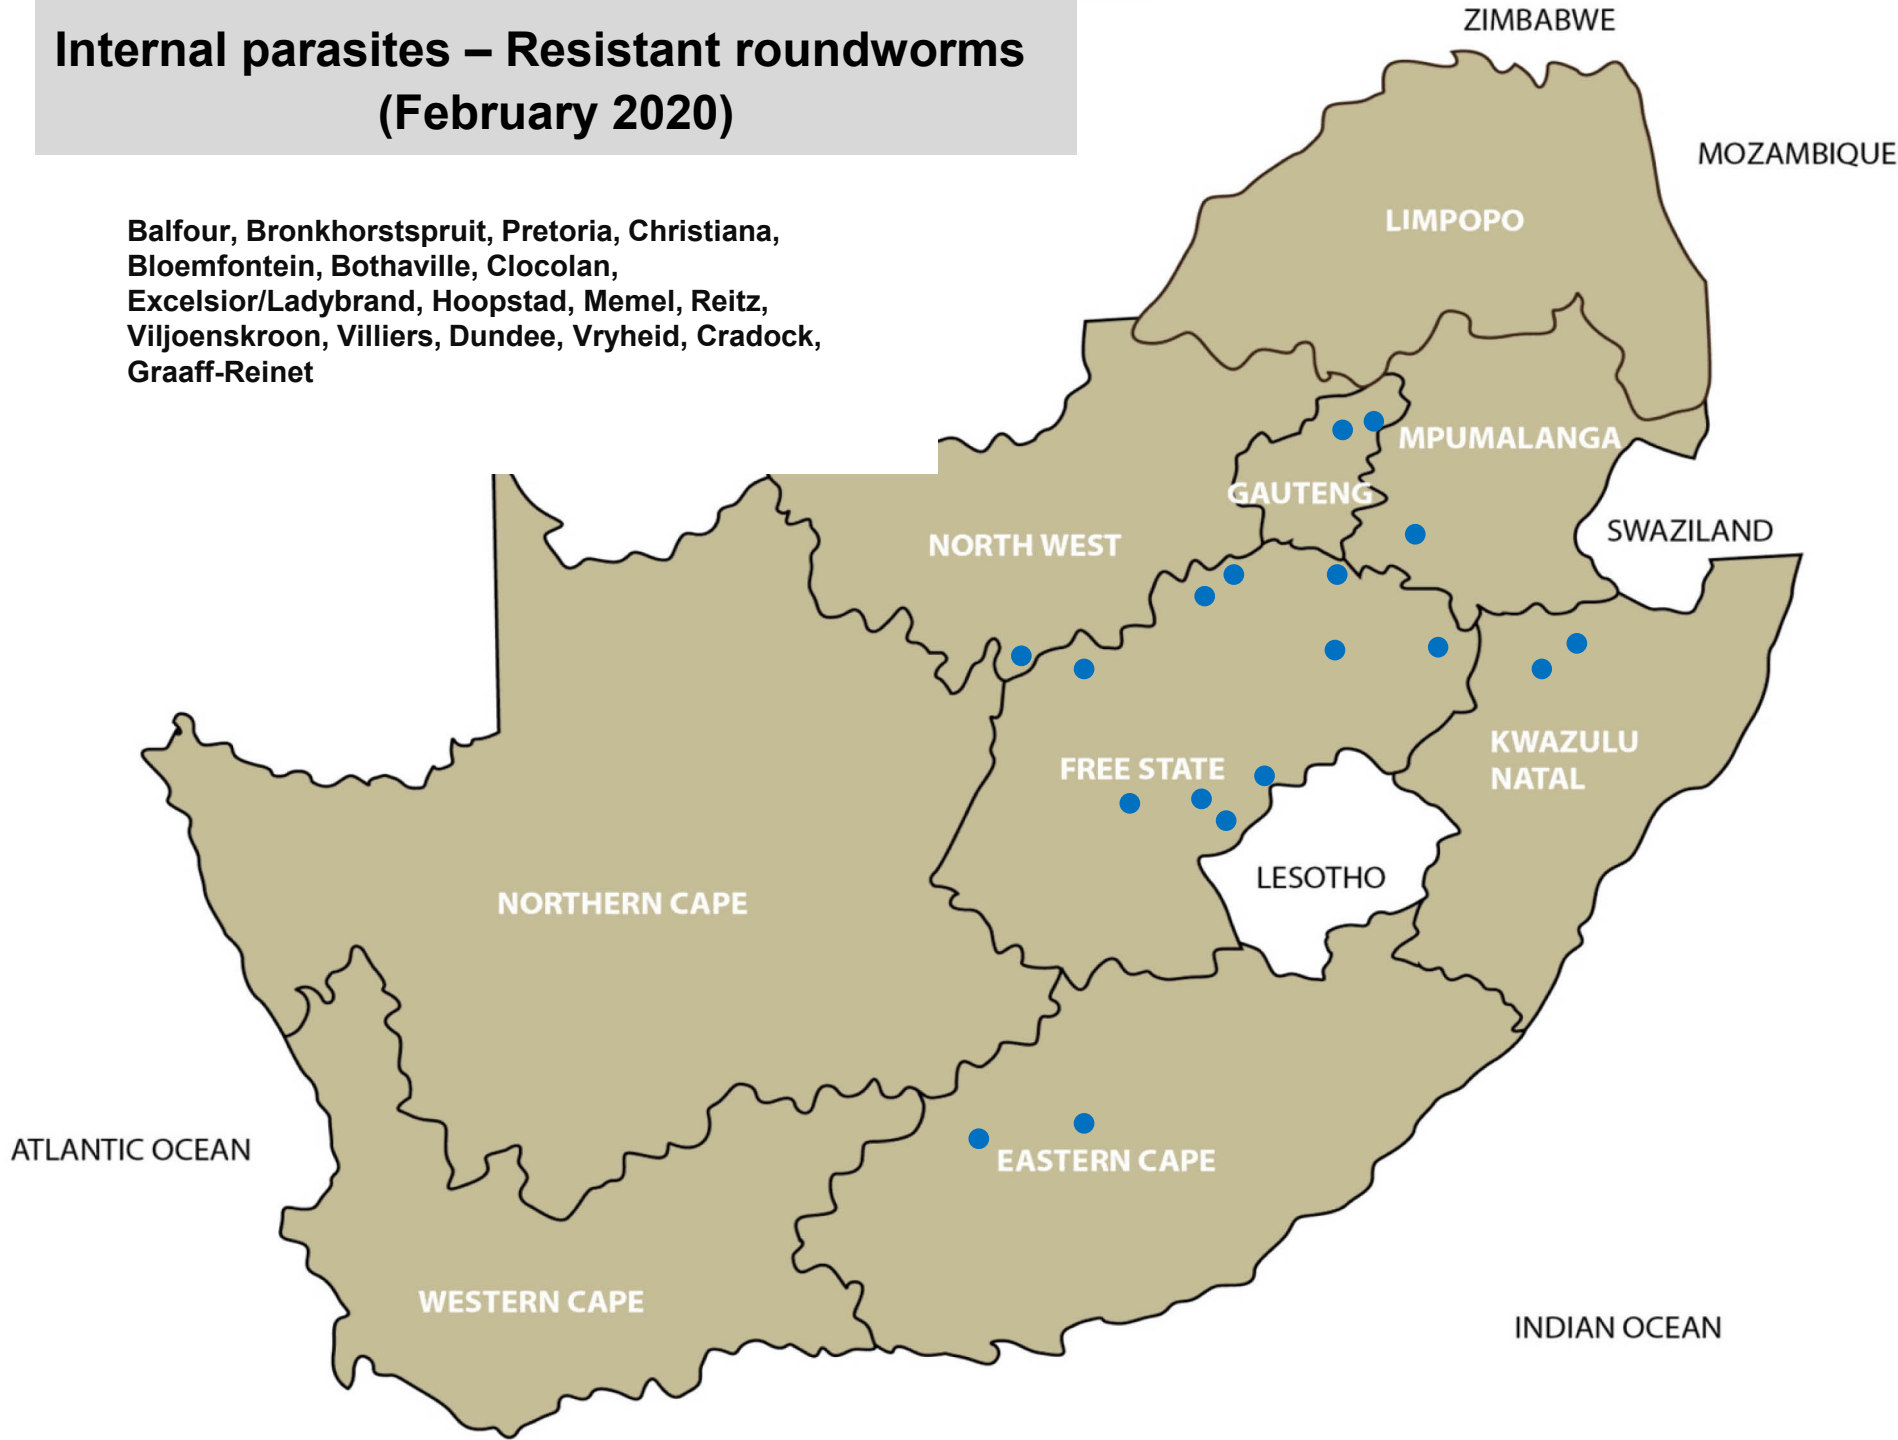 Internal parasites – Resistant roundworms
(February 2020)
Balfour, Bronkhorstspruit, Pretoria, Christiana,
Bloemfontein, Bothaville, Clocolan,
Excelsior/Ladybrand, Hoopstad, Memel, Reitz,
Viljoenskroon, Villiers, Dundee, Vryheid, Cradock,
Graaff-Reinet
ZIMBABWE
MOZAMBIQUE
LIMPOPO
MPUMALANGA
GAUTENG
SWAZILAND
NORTH WEST
KWAZULU
NATAL
FREE STATE
LESOTHO
NORTHERN CAPE
ATLANTIC OCEAN
EASTERN CAPE
WESTERN CAPE
INDIAN OCEAN